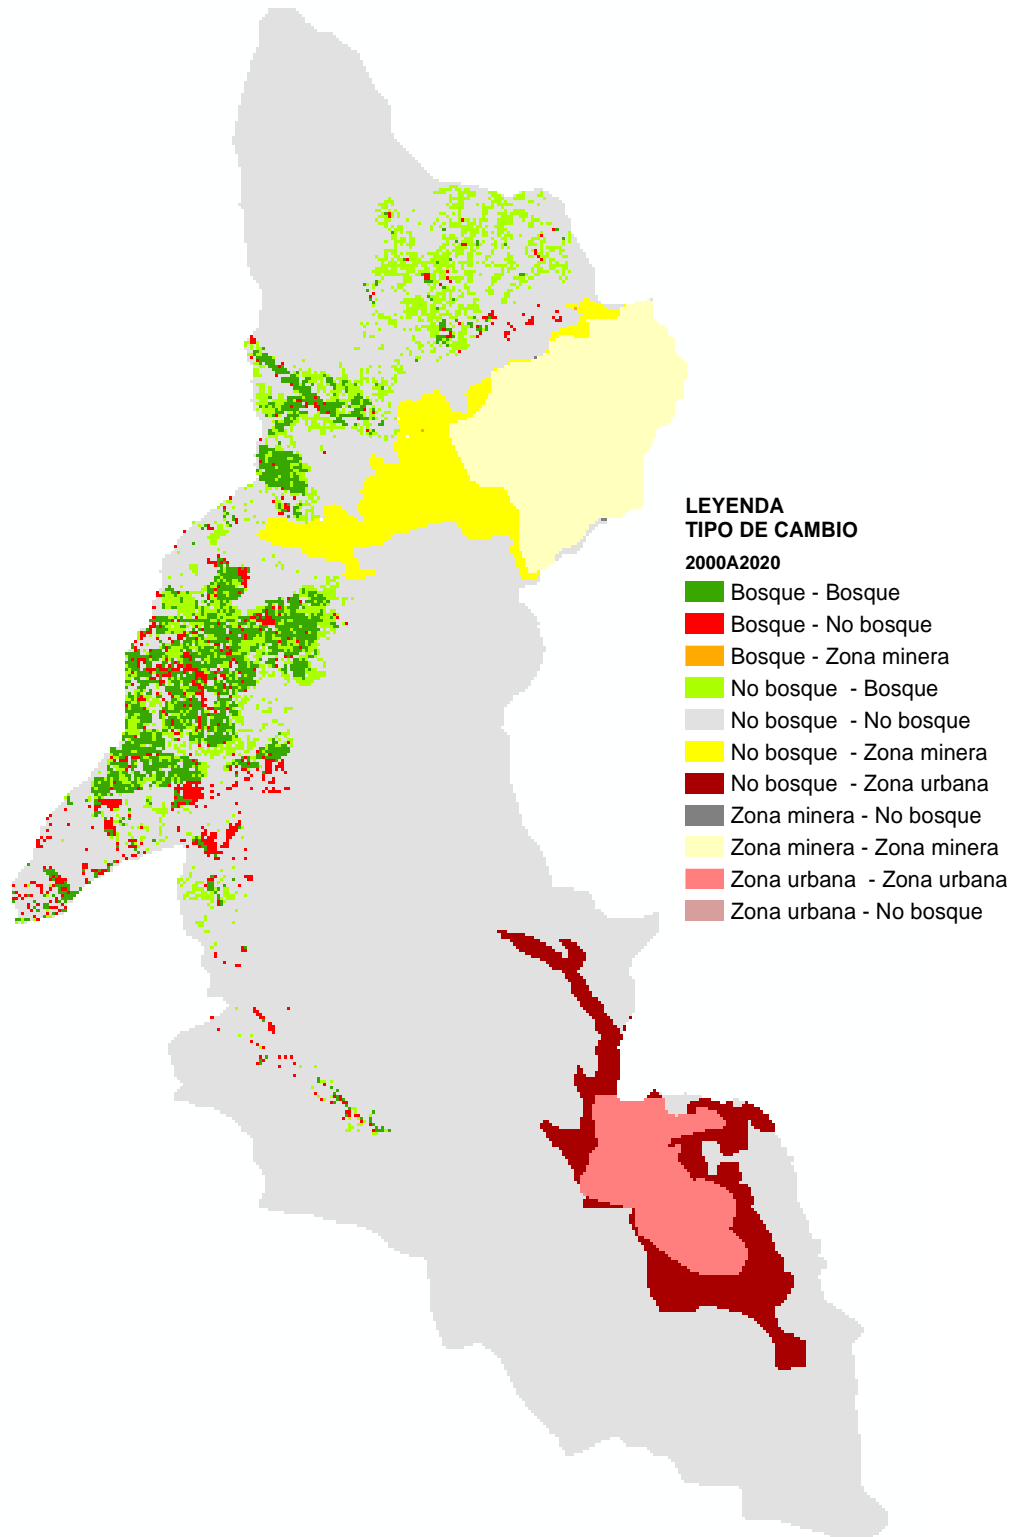 LEYENDA
TIPO DE CAMBIO
2000A2020
Bosque - Bosque
Bosque - No bosque
Bosque - Zona minera
No bosque  - Bosque
No bosque  - No bosque
No bosque  - Zona minera
No bosque  - Zona urbana
Zona minera - No bosque
Zona minera - Zona minera
Zona urbana  - Zona urbana
Zona urbana - No bosque